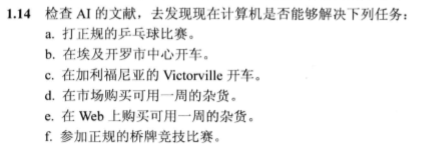 1.14 检查 AI 的文献，去发现现在计算机是否能够解决下列任务：
a. 打正规的乒乓球比赛。
b. 在埃及开罗市中心开车。
c. 在加利福尼亚的 Victorville 开车。
d. 在市场购买可用一周的杂货。
e. 在 Web 上购买可用一周的杂货。
f. 参加正规的桥牌竞技比赛。